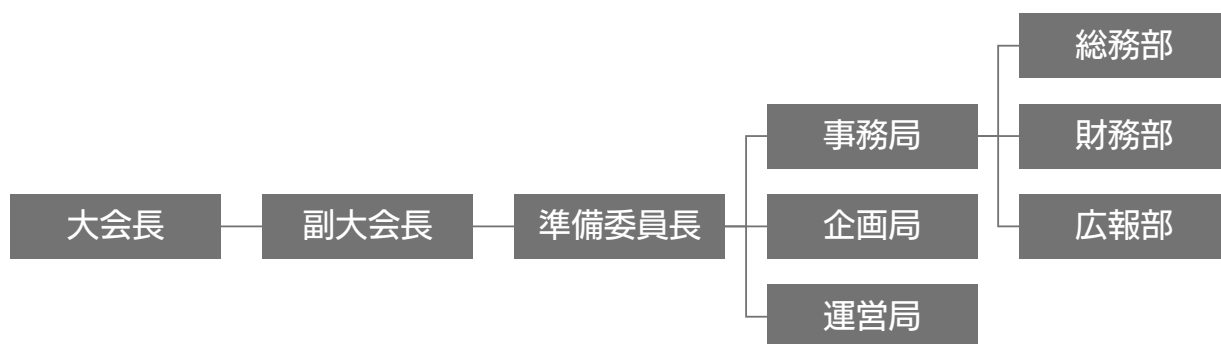 大会長
副大会長
準備委員長
事務局
企画局
運営局
総務部
財務部
広報部